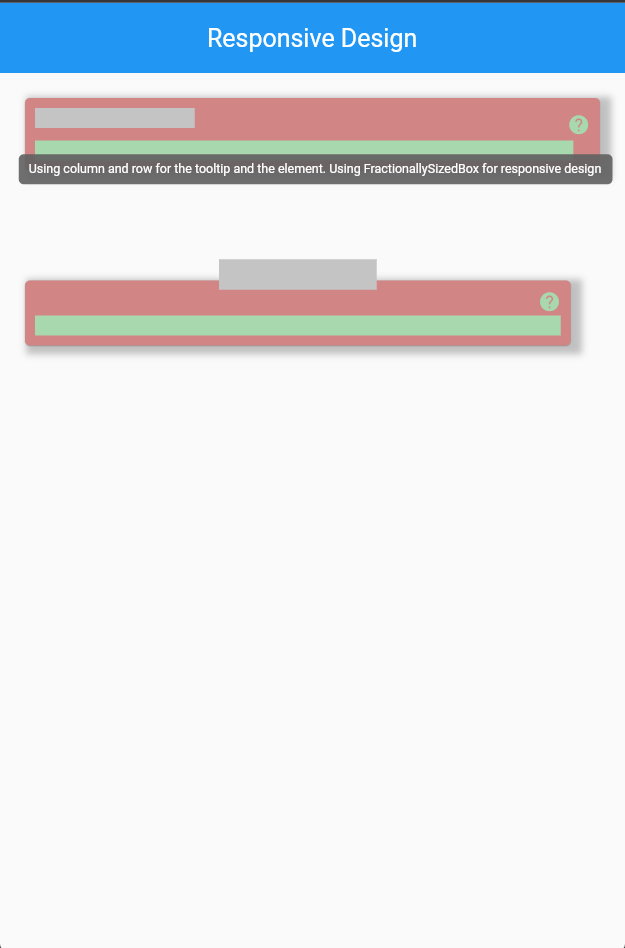 Responsive Design
?
Using column and row for the tooltip and the element. Using FractionallySizedBox for responsive design
?